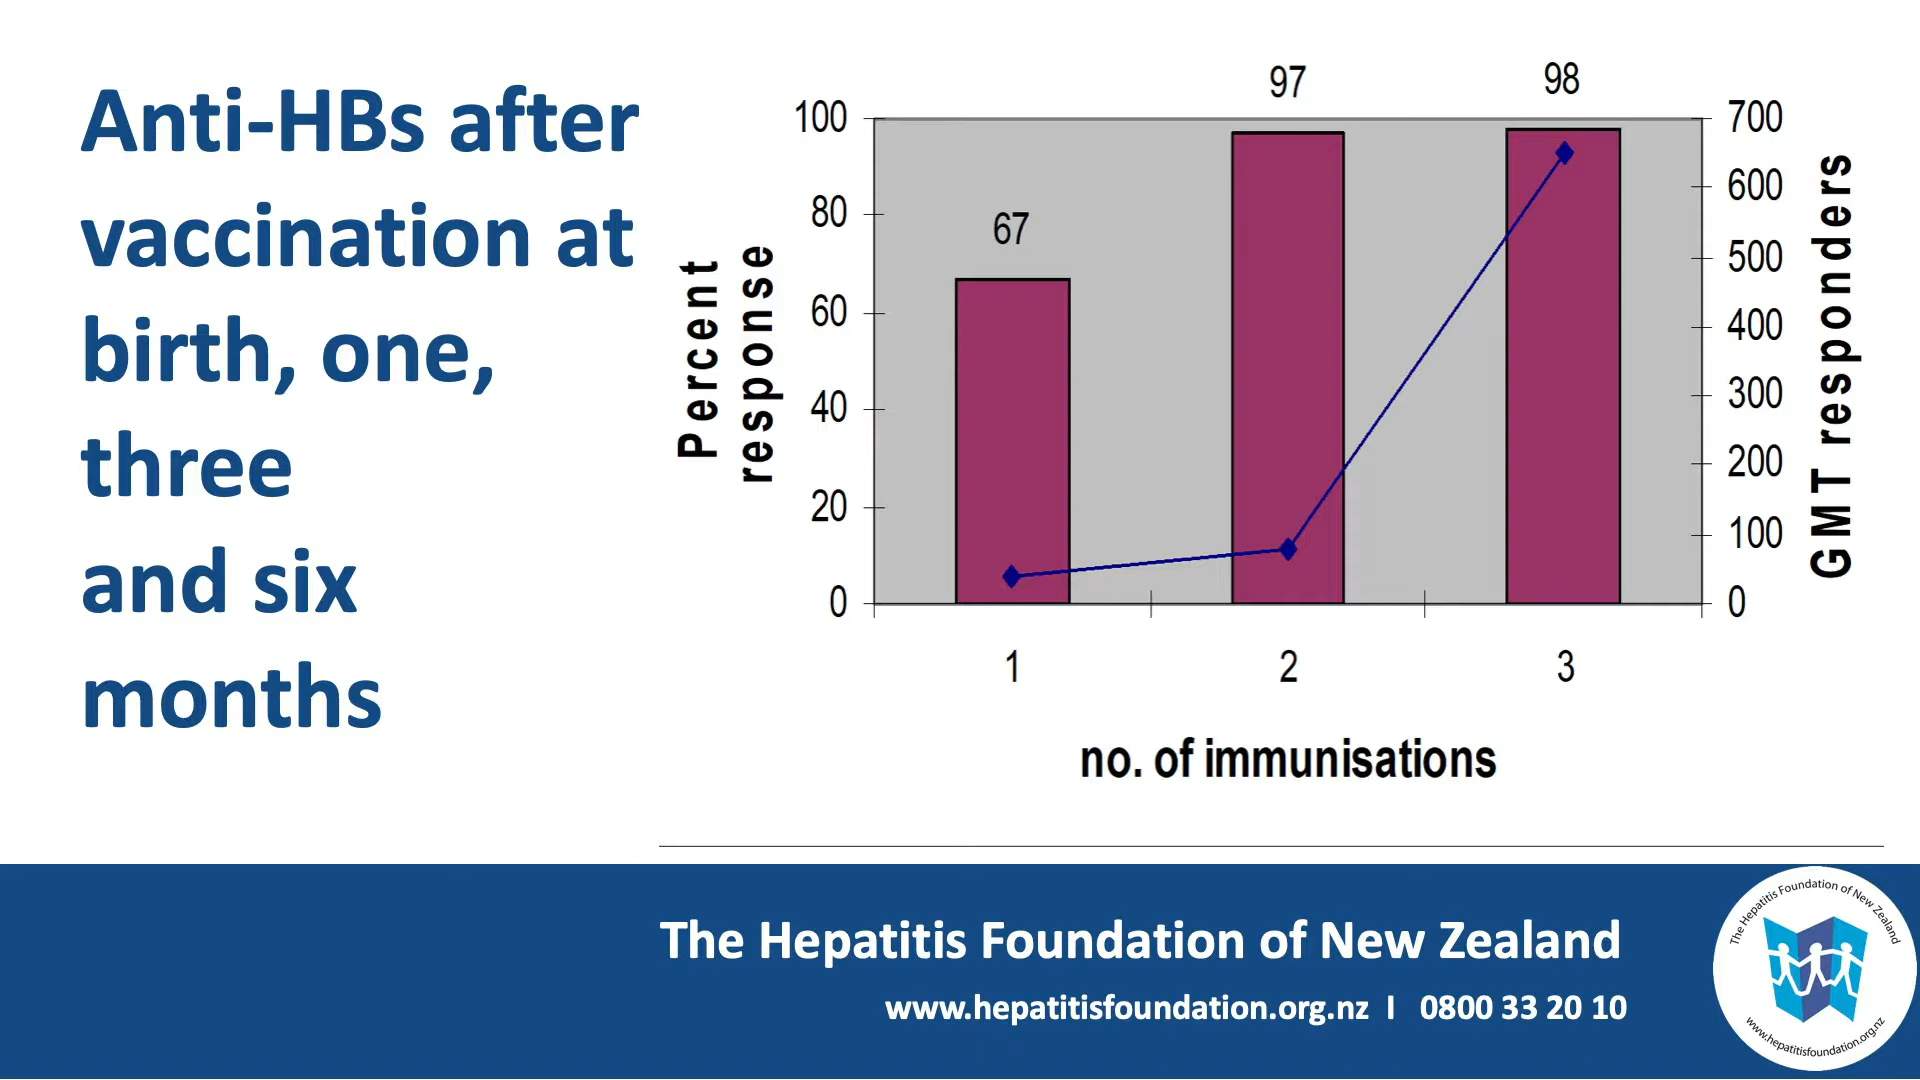 Anti-HBs after
vaccination at
birth, one,
three
and six
months
67
97
98
100
80
60
40
20
0
700
600
500
400
300
200
100
0
Percent
response
GMT responders
1
2
3
no. of immunisations
The Hepatitis Foundation of New Zealand
www.hepatitisfoundation.org.nz I 0800 33 20 10
The Hepatitis Foundation of New Zealand
www.hepatitisfoundation.org.nz